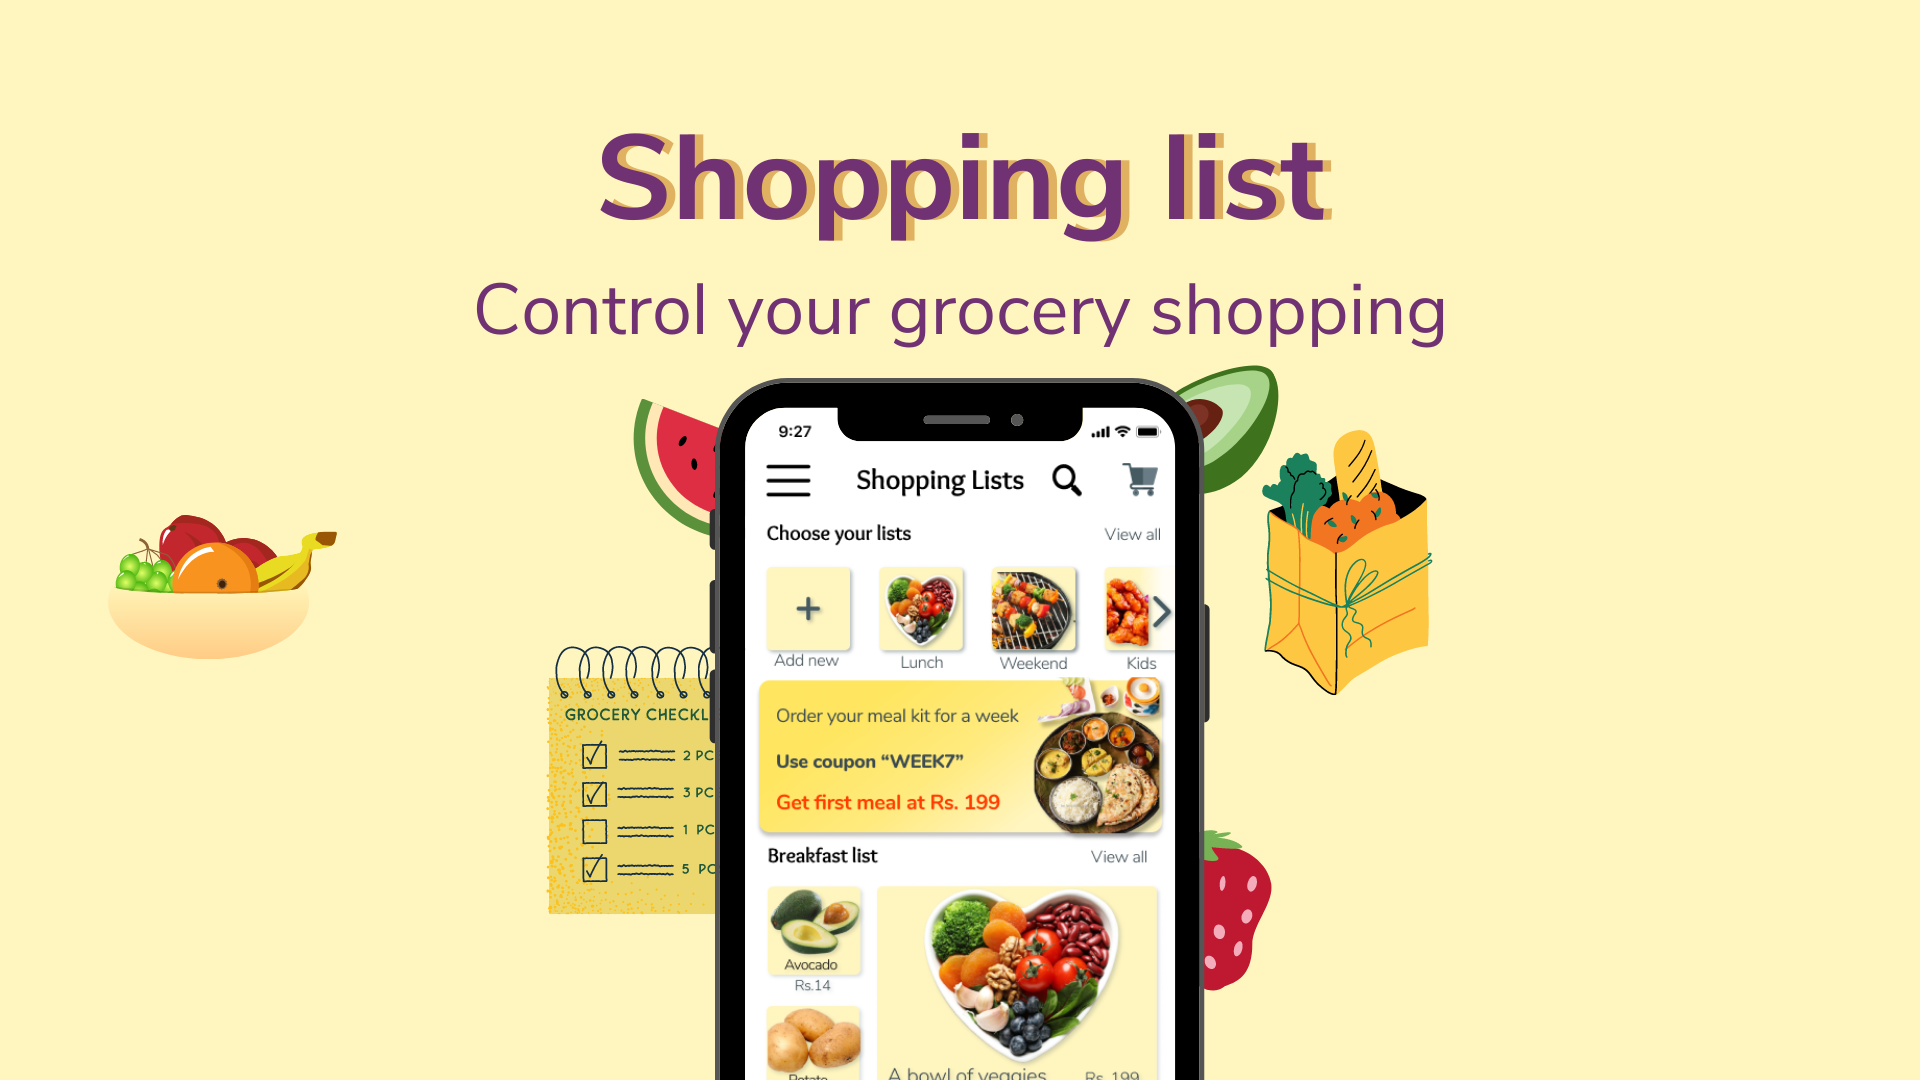 Shopping list
Control your grocery shopping
9:27
Shopping Lists
Choose your lists
View all
Add new
Lunch
Weekend
Kids
GROCERY CHECKL
2 PC
3 PC
1 PC
5 PC
Order your meal kit for a week
Use coupon “WEEK7”
Get first meal at Rs. 199
Breakfast list
View all
Avocado
Rs.14
Potato
A bowl of veggies
Rs. 199